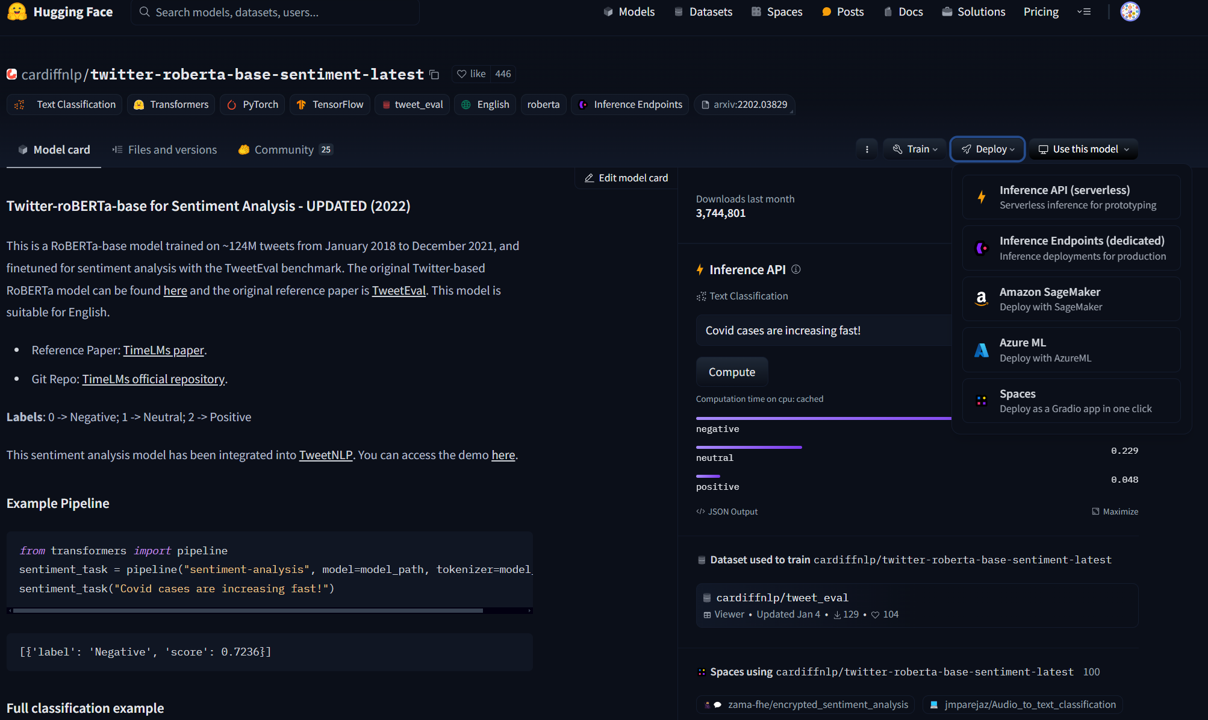 Hugging Face
Search models, datasets, users...
Models
Datasets
Spaces
Posts
Docs
Solutions
Pricing
cardiffnlp/twitter-roberta-base-sentiment-latest
like 446
Text Classification
Transformers
PyTorch
TensorFlow
tweet_eval
English
roberta
Inference Endpoints
arxiv:2202.03829
Model card
Files and versions
Community 25
Train
Deploy
Use this model
Edit model card
Twitter-roBERTa-base for Sentiment Analysis - UPDATED (2022)
This is a RoBERTa-base model trained on ~124M tweets from January 2018 to December 2021, and
finetuned for sentiment analysis with the TweetEval benchmark. The original Twitter-based
RoBERTa model can be found here and the original reference paper is TweetEval. This model is
suitable for English.
• Reference Paper: TimeLMs paper.
• Git Repo: TimeLMs official repository.
Labels: 0 -> Negative; 1 -> Neutral; 2 -> Positive
This sentiment analysis model has been integrated into TweetNLP. You can access the demo here.
Example Pipeline
from transformers import pipeline
sentiment_task = pipeline("sentiment-analysis", model=model_path, tokenizer=model_
sentiment_task("Covid cases are increasing fast!")
[{'label': 'Negative', 'score': 0.7236}]
Full classification example
Downloads last month
3,744,801
Inference API
Text Classification
Covid cases are increasing fast!
Compute
Computation time on cpu: cached
negative
neutral
0.229
positive
0.048
</> JSON Output
Maximize
Inference API (serverless)
Serverless inference for prototyping
Inference Endpoints (dedicated)
Inference deployments for production
Amazon SageMaker
Deploy with SageMaker
Azure ML
Deploy with AzureML
Spaces
Deploy as a Gradio app in one click
Dataset used to train cardiffnlp/twitter-roberta-base-sentiment-latest
cardiffnlp/tweet_eval
Viewer • Updated Jan 4 • 129 • 104
Spaces using cardiffnlp/twitter-roberta-base-sentiment-latest 100
zama-fhe/encrypted_sentiment_analysis
jmparejaz/Audio_to_text_classification